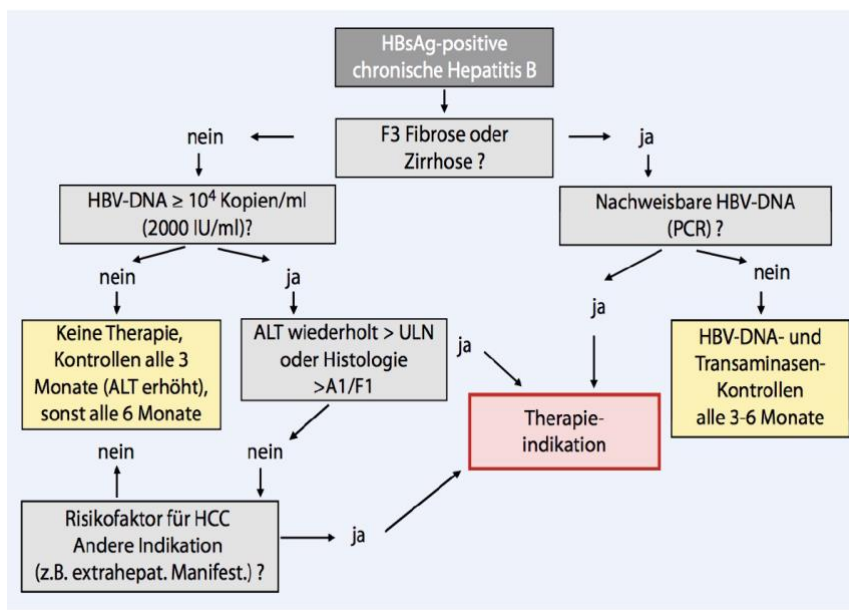 HBsAg-positive
chronische Hepatitis B
nein
F3 Fibrose oder
Zirrhose ?
ja
HBV-DNA ≥ 10⁴ Kopien/ml
(2000 IU/ml)?
Nachweisbare HBV-DNA
(PCR) ?
nein
ja
ja
nein
Keine Therapie,
Kontrollen alle 3
Monate (ALT erhöht),
sonst alle 6 Monate
ALT wiederholt > ULN
oder Histologie
>A1/F1
ja
HBV-DNA- und
Transaminasen-
Kontrollen
alle 3-6 Monate
Therapie-
indikation
nein
nein
Risikofaktor für HCC
Andere Indikation
(z.B. extrahepat. Manifest.) ?
ja